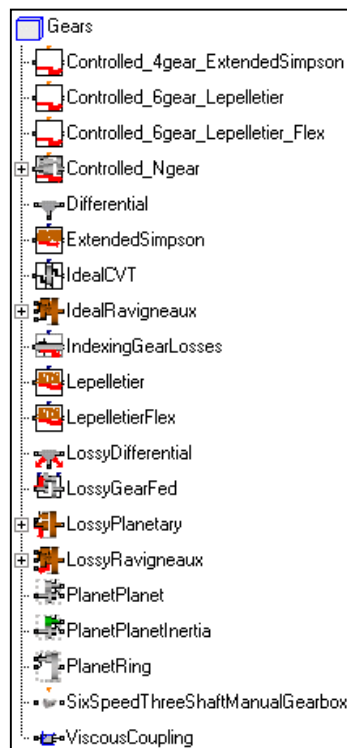 Gears
Controlled_4gear_ExtendedSimpson
Controlled_6gear_Lepelletier
Controlled_6gear_Lepelletier_Flex
Controlled_Ngear
Differential
ExtendedSimpson
IdealCVT
IdealRavigneaux
IndexingGearLosses
Lepelletier
LepelletierFlex
LossyDifferential
LossyGearFed
LossyPlanetary
LossyRavigneaux
PlanetPlanet
PlanetPlanetInertia
PlanetRing
SixSpeedThreeShaftManualGearbox
ViscousCoupling